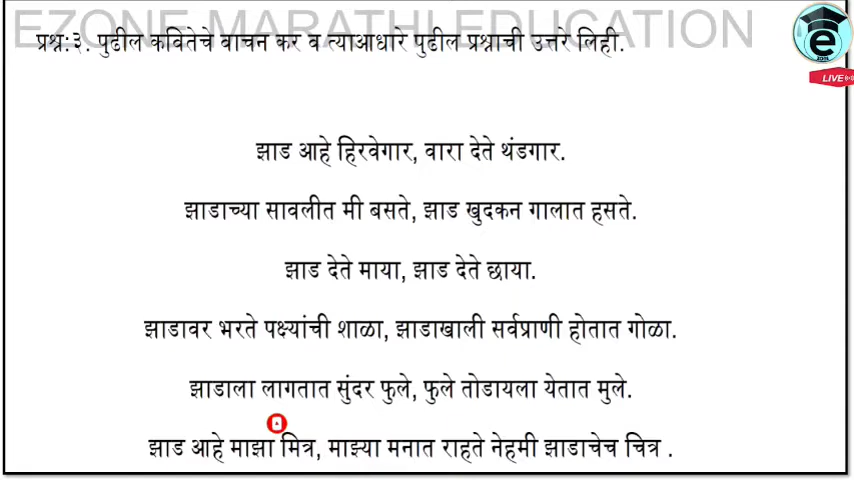 EZONE MARATHI EDUCATION
प्रश्न:३. पुढील कवितेचे वाचन कर व त्याआधारे पुढील प्रश्नाची उत्तरे लिही.
e
EZONE
LIVE
झाड आहे हिरवेगार, वारा देते थंडगार.
झाडाच्या सावलीत मी बसते, झाड खुदकन गालात हसते.
झाड देते माया, झाड देते छाया.
झाडावर भरते पक्ष्यांची शाळा, झाडाखाली सर्वप्राणी होतात गोळा.
झाडाला लागतात सुंदर फुले, फुले तोडायला येतात मुले.
झाड आहे माझा मित्र, माझ्या मनात राहते नेहमी झाडाचेच चित्र .